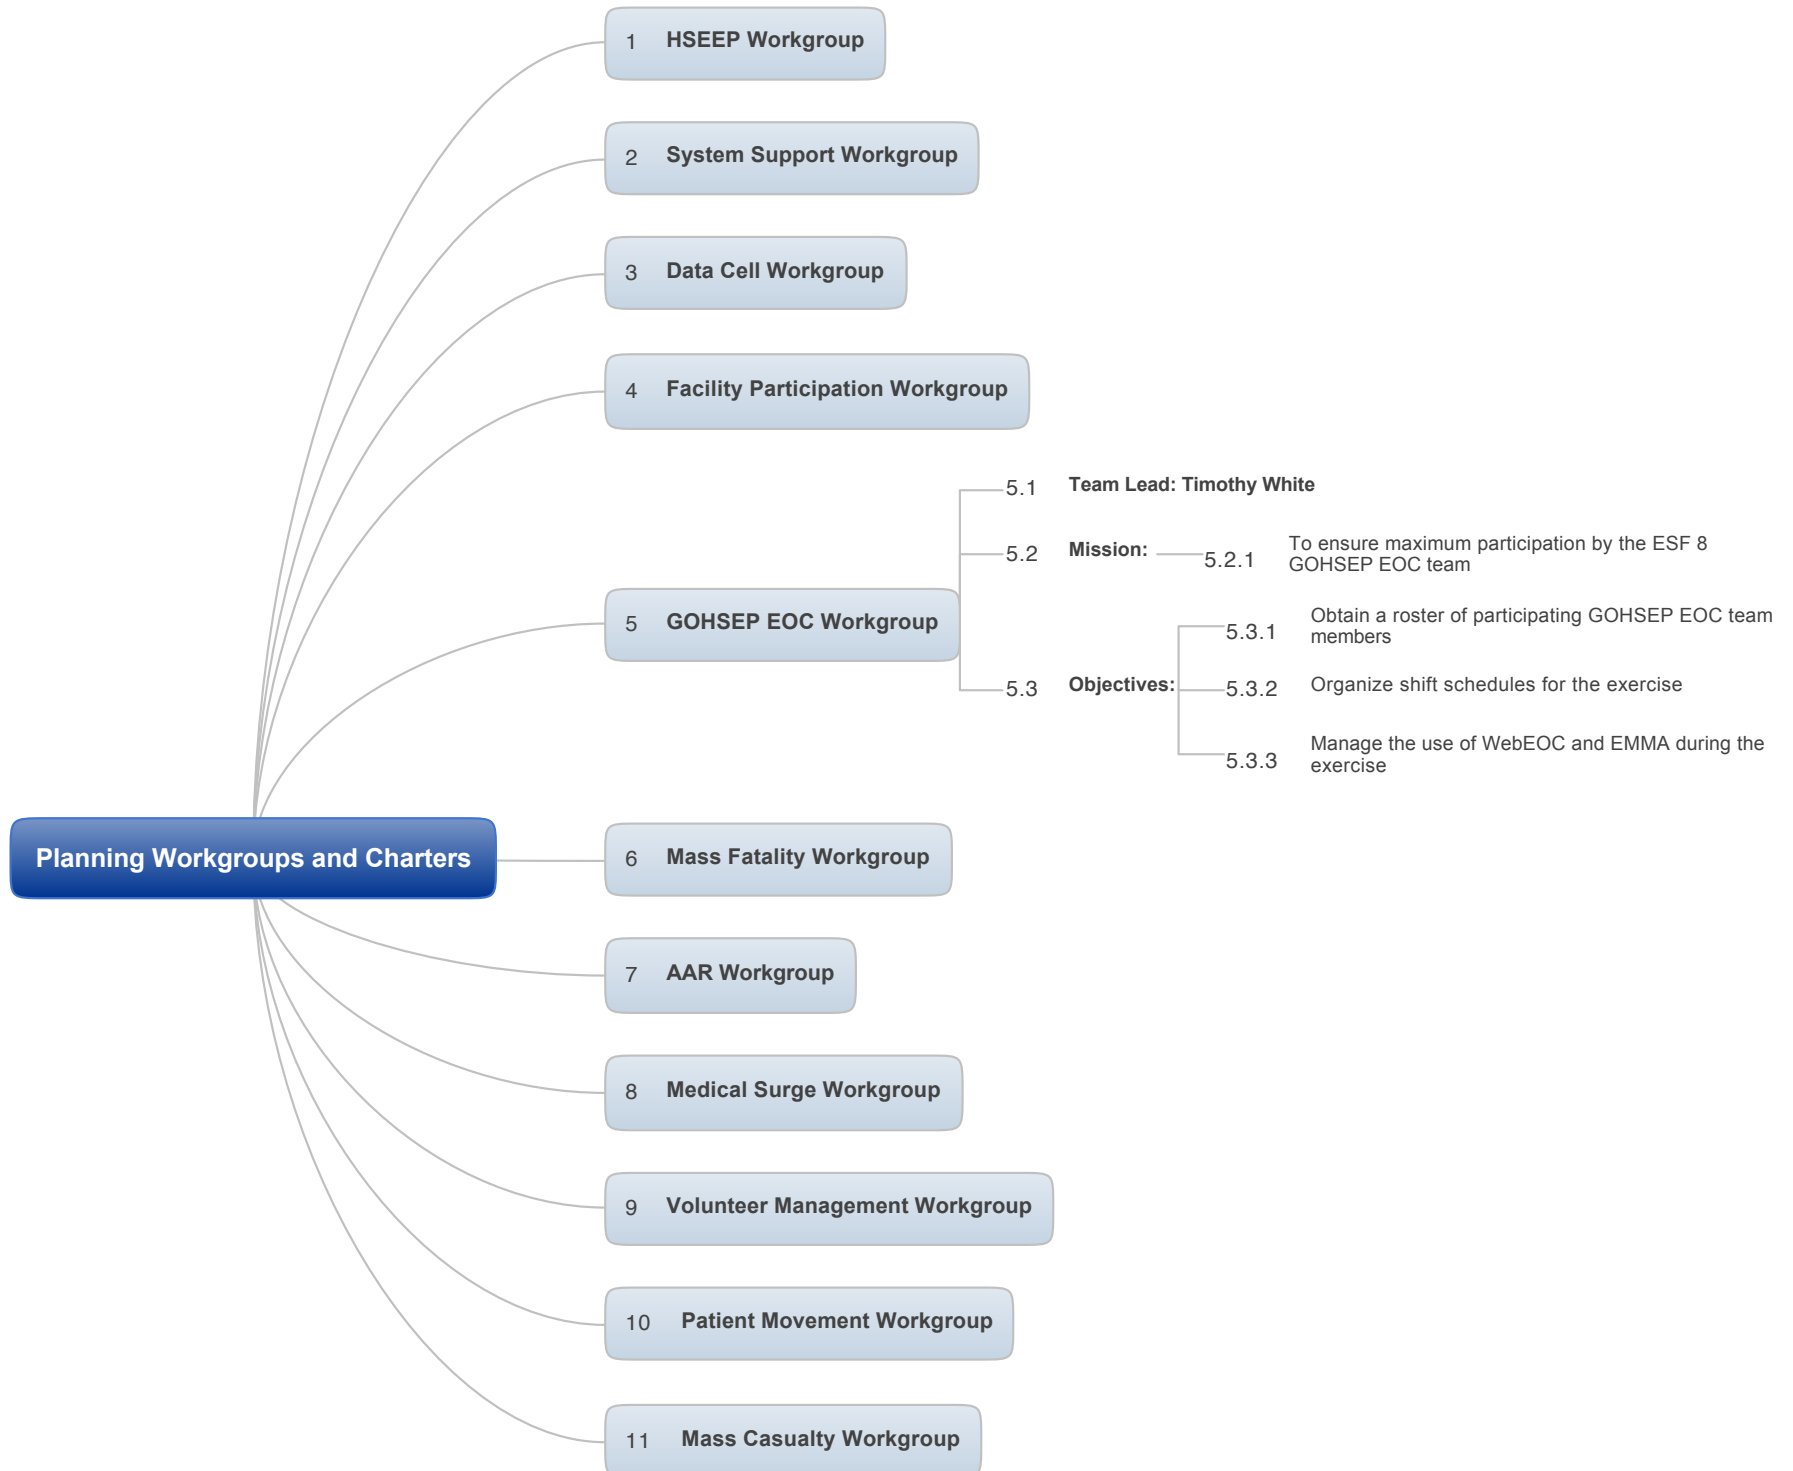 1 HSEEP Workgroup
2 System Support Workgroup
3 Data Cell Workgroup
4 Facility Participation Workgroup
5 GOHSEP EOC Workgroup
5.1 Team Lead: Timothy White
5.2 Mission:
5.2.1 To ensure maximum participation by the ESF 8
GOHSEP EOC team
5.3 Objectives:
5.3.1 Obtain a roster of participating GOHSEP EOC team
members
5.3.2 Organize shift schedules for the exercise
5.3.3 Manage the use of WebEOC and EMMA during the
exercise
Planning Workgroups and Charters
6 Mass Fatality Workgroup
7 AAR Workgroup
8 Medical Surge Workgroup
9 Volunteer Management Workgroup
10 Patient Movement Workgroup
11 Mass Casualty Workgroup